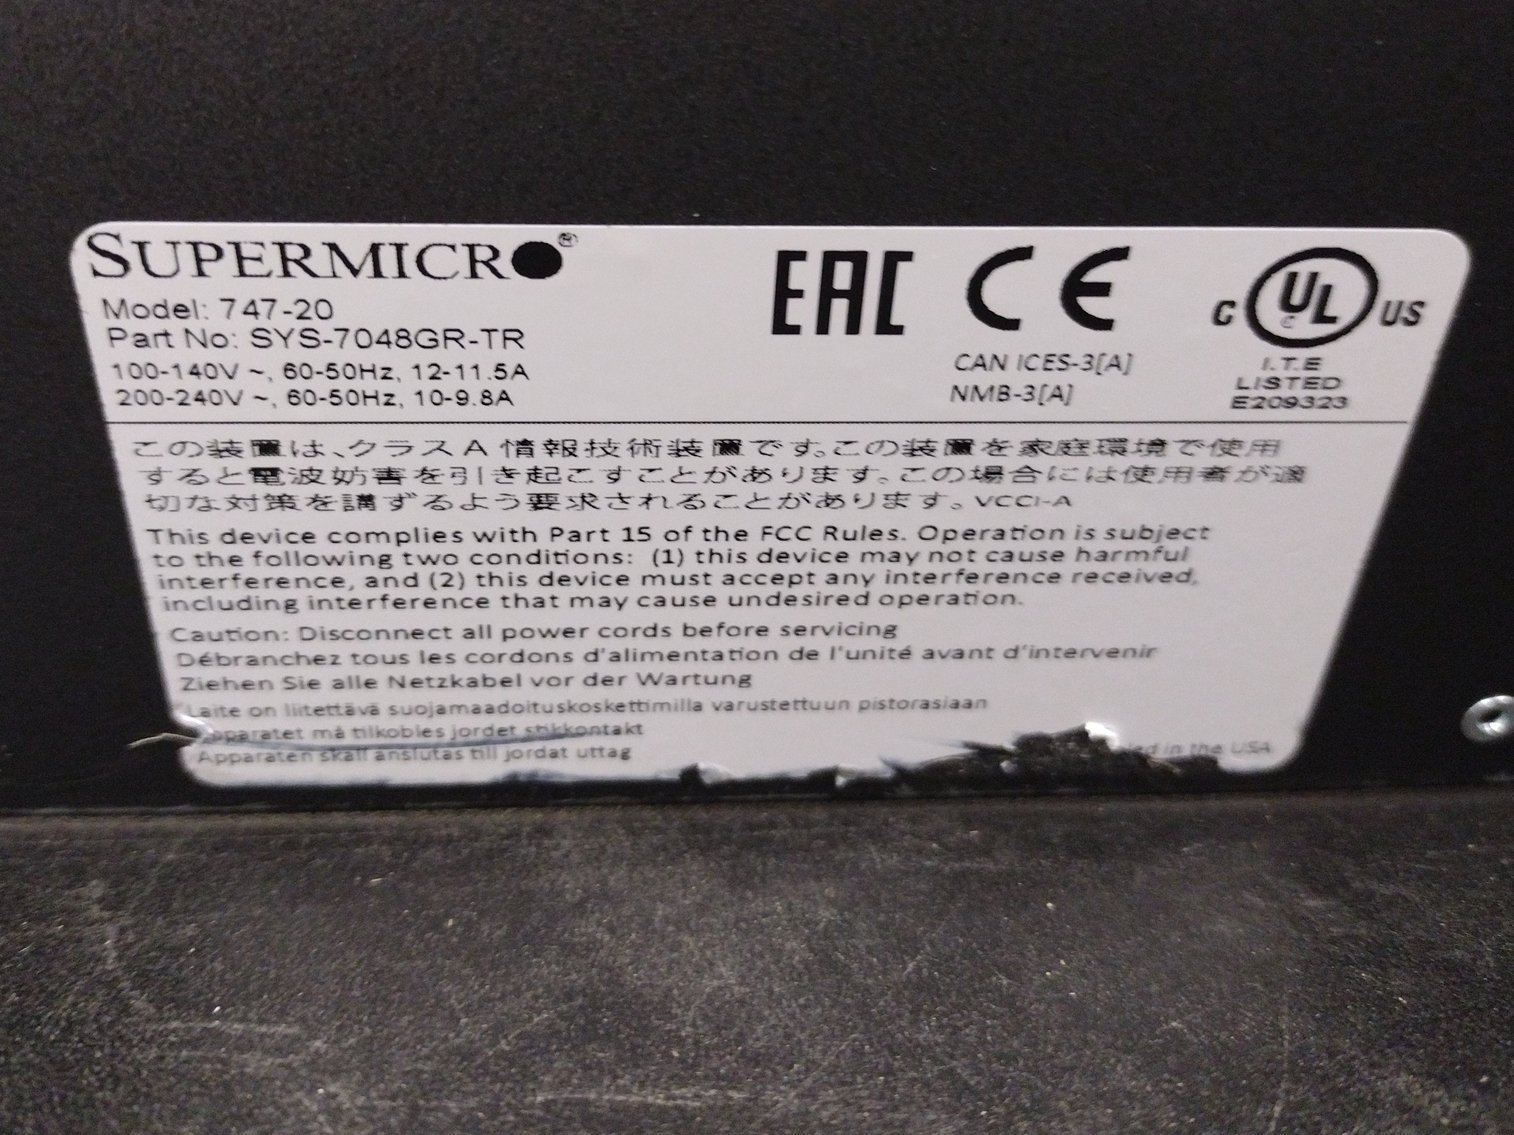 SUPERMICRO®
Model: 747-20
Part No: SYS-7048GR-TR
100-140V ~, 60-50Hz, 12-11.5A
200-240V ~, 60-50Hz, 10-9.8A
EAC CE
CAN ICES-3[A]
NMB-3[A]
C UL US
I.T.E
LISTED
E209323
この装置は、クラスA情報技術装置です。この装置を家庭環境で使用
すると電波妨害を引き起こすことがあります。この場合には使用者が適
切な対策を講ずるよう要求されることがあります。VCCI-A
This device complies with Part 15 of the FCC Rules. Operation is subject
to the following two conditions: (1) this device may not cause harmful
interference, and (2) this device must accept any interference received,
including interference that may cause undesired operation.
Caution: Disconnect all power cords before servicing
Débranchez tous les cordons d'alimentation de l'unité avant d'intervenir
Ziehen Sie alle Netzkabel vor der Wartung
Laite on liitettävä suojamaadoituskoskettimilla varustettuun pistorasiaan
Apparatet må tilkobles jordet stikkontakt
Apparaten skall anslutas till jordat uttag
in the USA